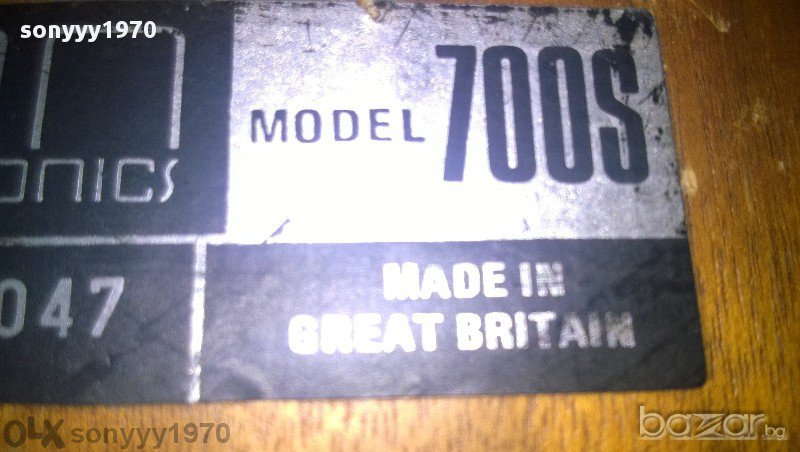 sonyyy1970
MODEL 700S
ONICS
047
MADE IN
GREAT BRITAIN
OLX sonyyy1970
bazar.bg